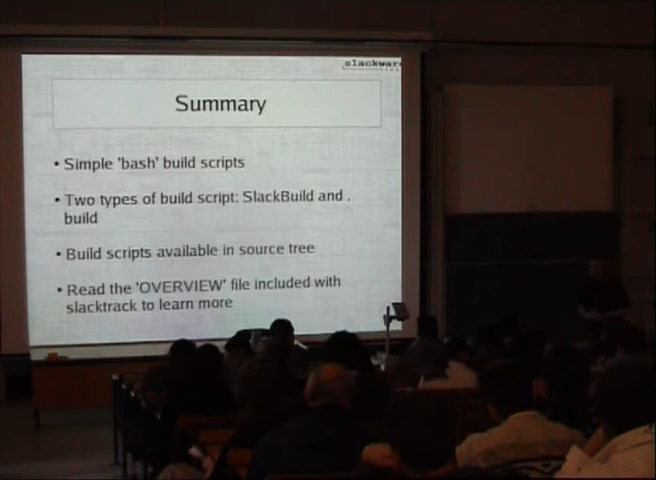 slackware
Summary
• Simple 'bash' build scripts
• Two types of build script: SlackBuild and .
build
• Build scripts available in source tree
• Read the 'OVERVIEW' file included with
slacktrack to learn more